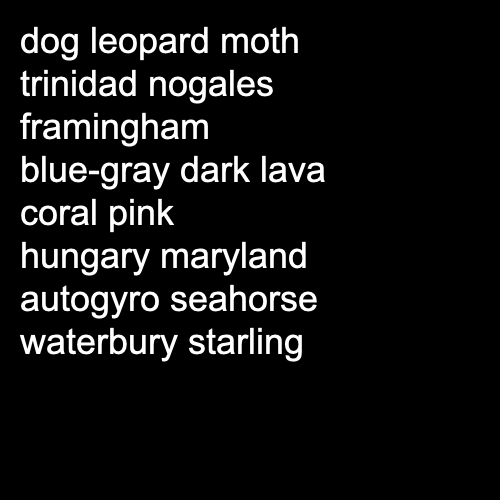 dog leopard moth
trinidad nogales
framingham
blue-gray dark lava
coral pink
hungary maryland
autogyro seahorse
waterbury starling